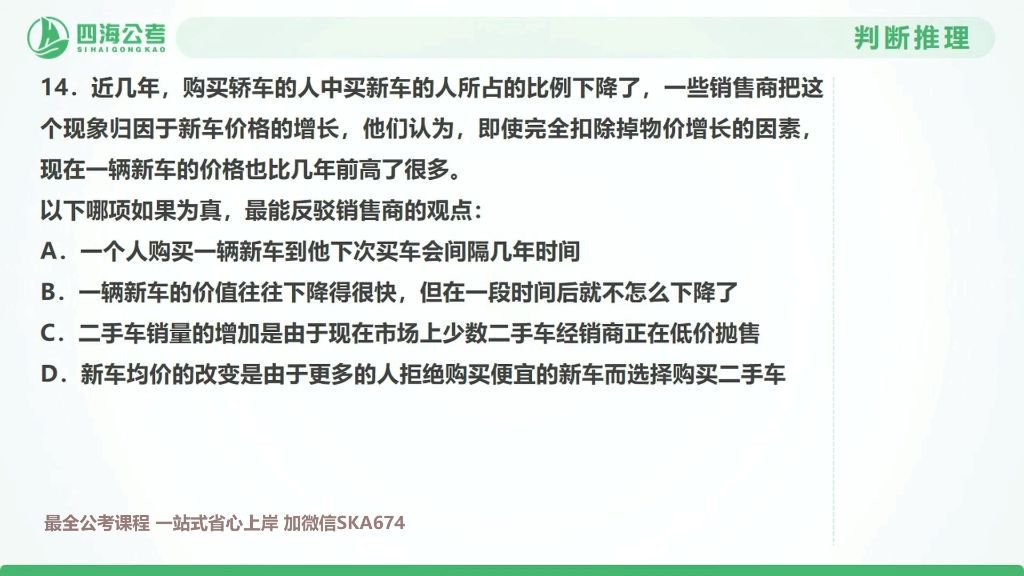 四海公考
SIHAIGONGKAO
判断推理
14. 近几年，购买轿车的人中买新车的人所占的比例下降了，一些销售商把这
个现象归因于新车价格的增长，他们认为，即使完全扣除掉物价增长的因素，
现在一辆新车的价格也比几年前高了很多。
以下哪项如果为真，最能反驳销售商的观点：
A. 一个人购买一辆新车到他下次买车会间隔几年时间
B. 一辆新车的价值往往下降得很快，但在一段时间后就不怎么下降了
C. 二手车销量的增加是由于现在市场上少数二手车经销商正在低价抛售
D. 新车均价的改变是由于更多的人拒绝购买便宜的新车而选择购买二手车
最全公考课程 一站式省心上岸 加微信SKA674